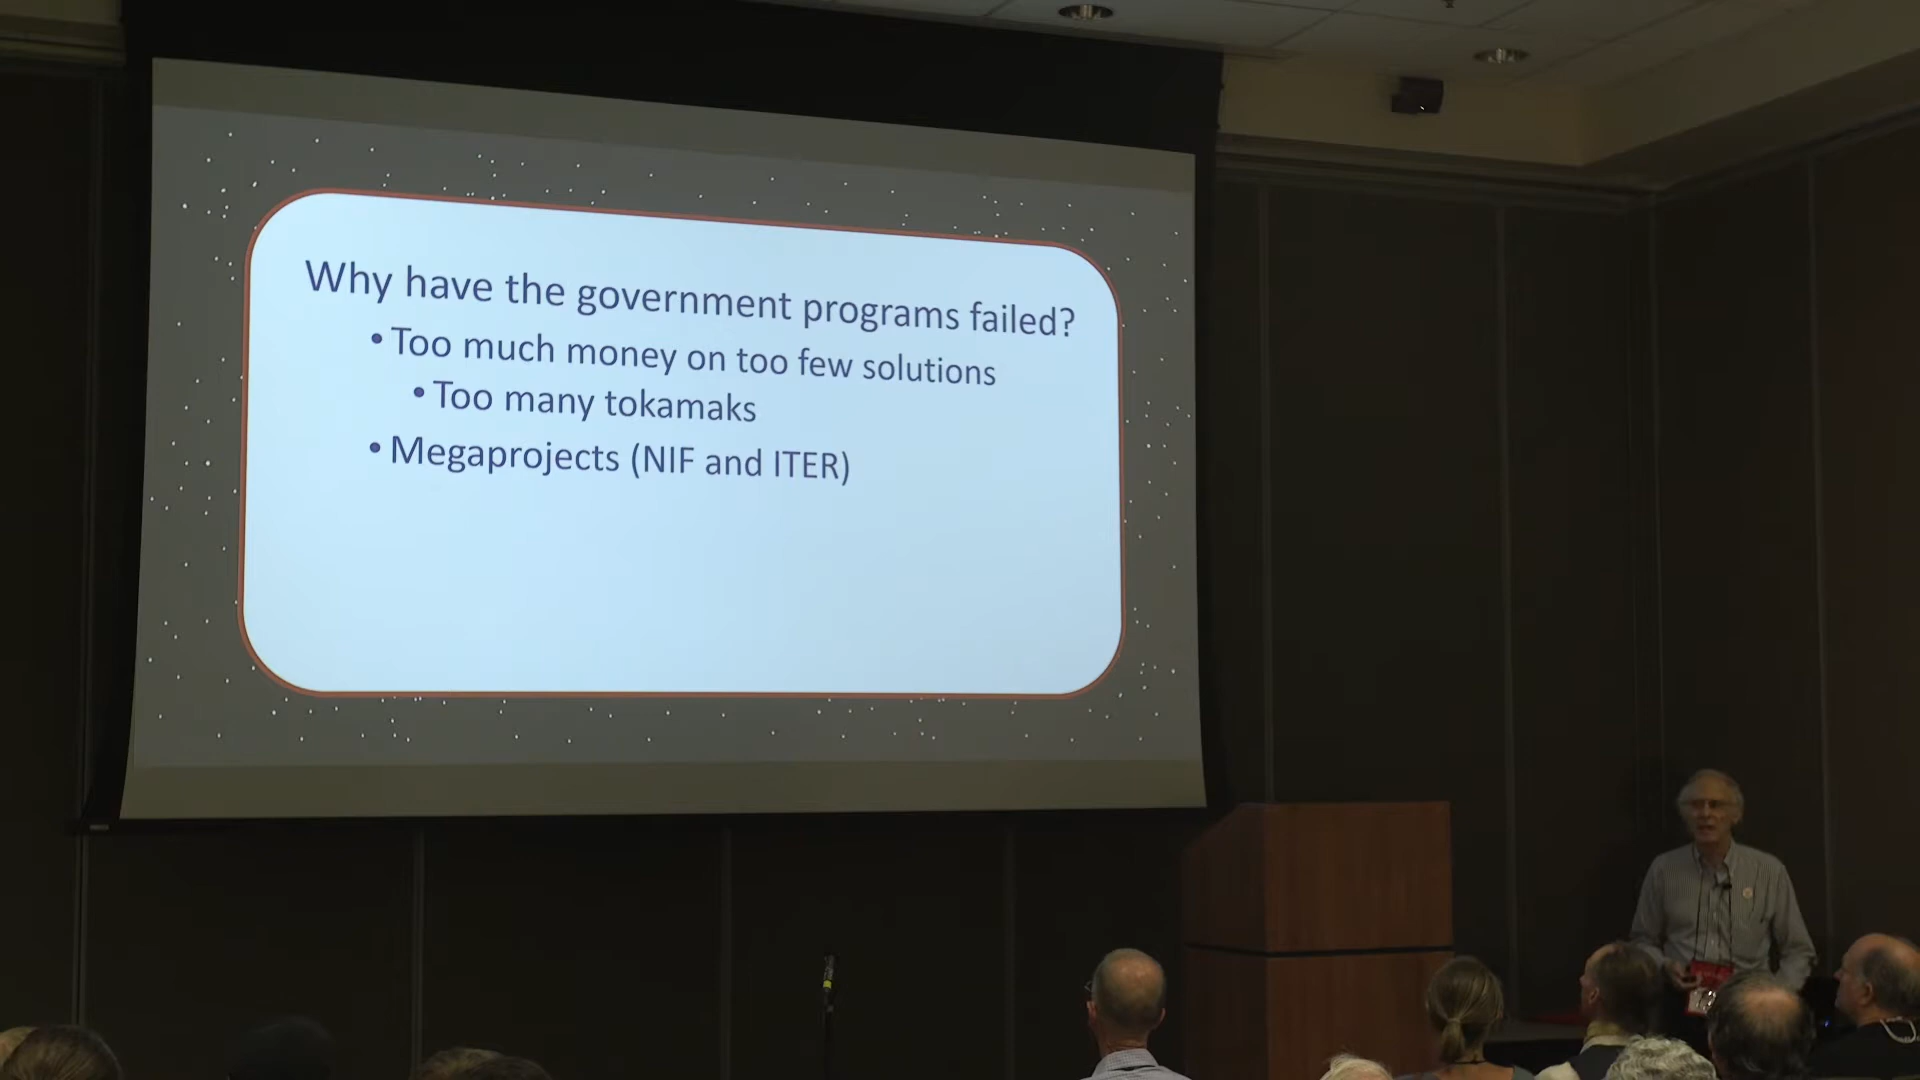 Why have the government programs failed?
• Too much money on too few solutions
• Too many tokamaks
• Megaprojects (NIF and ITER)